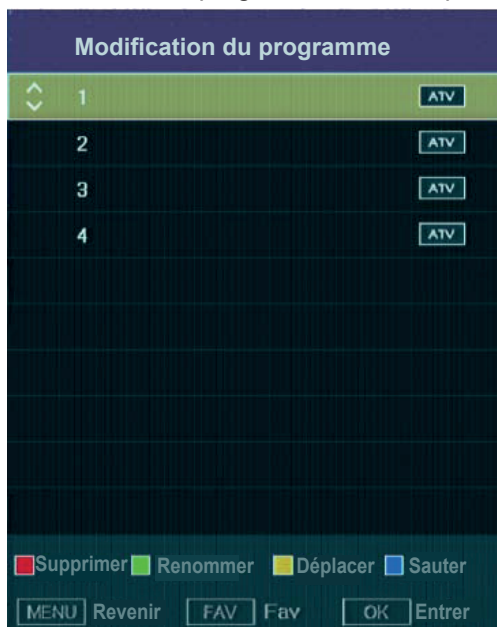 Modification du programme
1 ATV
2 ATV
3 ATV
4 ATV
Supprimer Renommer Déplacer Sauter
MENU Revenir FAV Fav OK Entrer